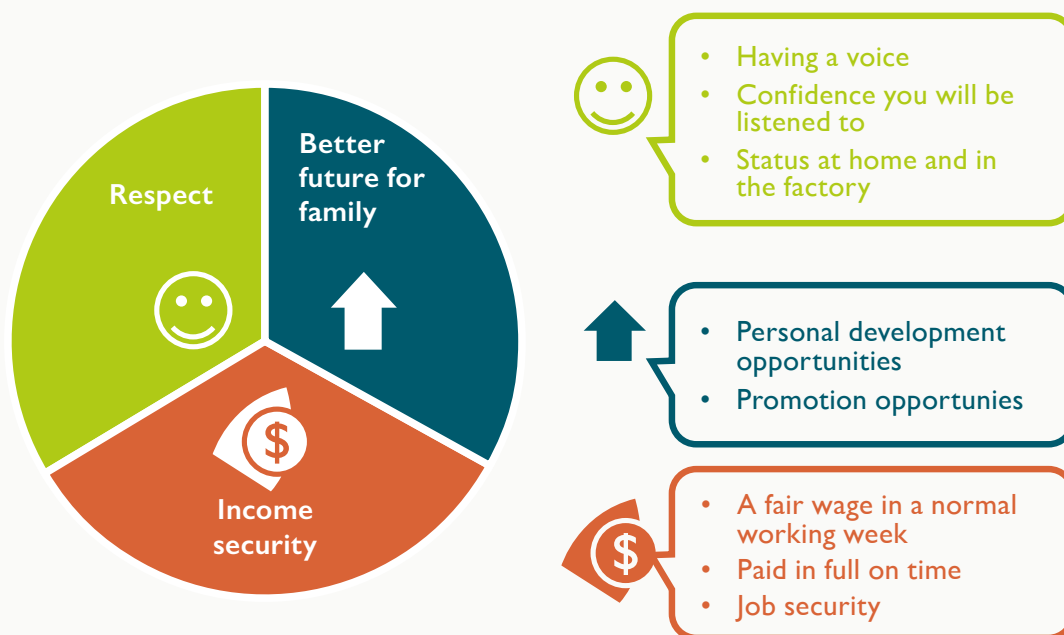 Respect
Better
future for
family
Income
security
$
• Having a voice
• Confidence you will be
listened to
• Status at home and in
the factory
• Personal development
opportunities
• Promotion opportunies
$
• A fair wage in a normal
working week
• Paid in full on time
• Job security